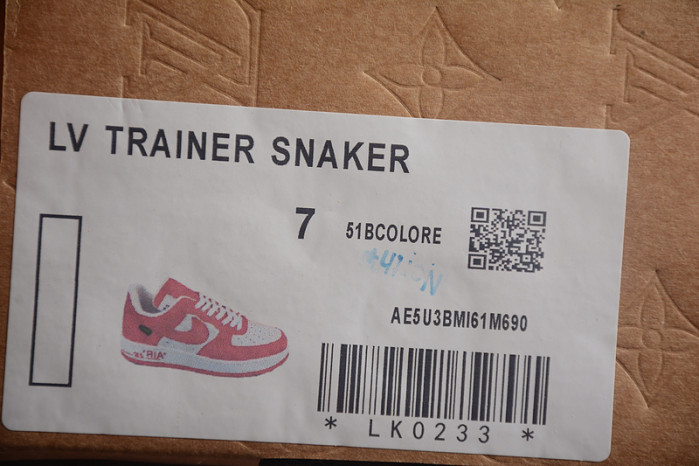 LV TRAINER SNAKER
7
51BCOLORE
AE5U3BMI61M690
* LK0233 *